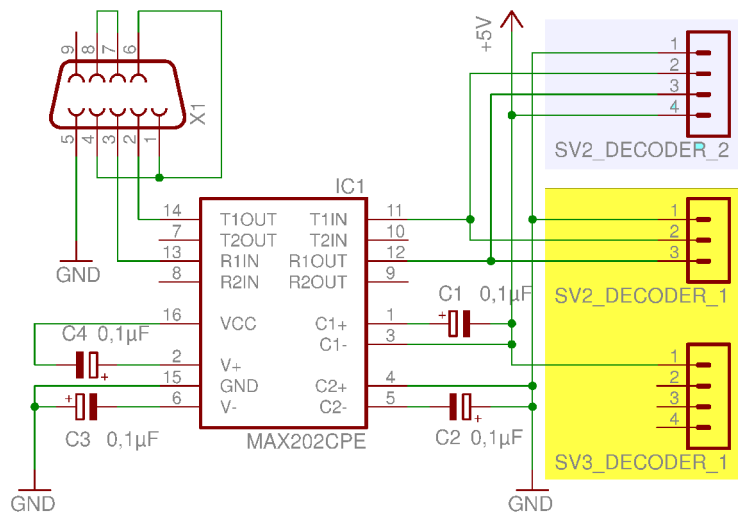 9 8 7 6
X1
5 4 3 2 1
GND
+5V
1
2
3
4
SV2_DECODER_2
IC1
14 T1OUT T1IN 11
7 T2OUT T2IN 10
13 R1IN R1OUT 12
8 R2IN R2OUT 9
1
2
3
SV2_DECODER_1
C1 0,1µF
16 VCC C1+ 1
C1- 3
C4 0,1µF
2 V+
15 GND C2+ 4
6 V- C2- 5
+
+
+
+
C3 0,1µF
MAX202CPE
C2 0,1µF
1
2
3
4
SV3_DECODER_1
GND
GND